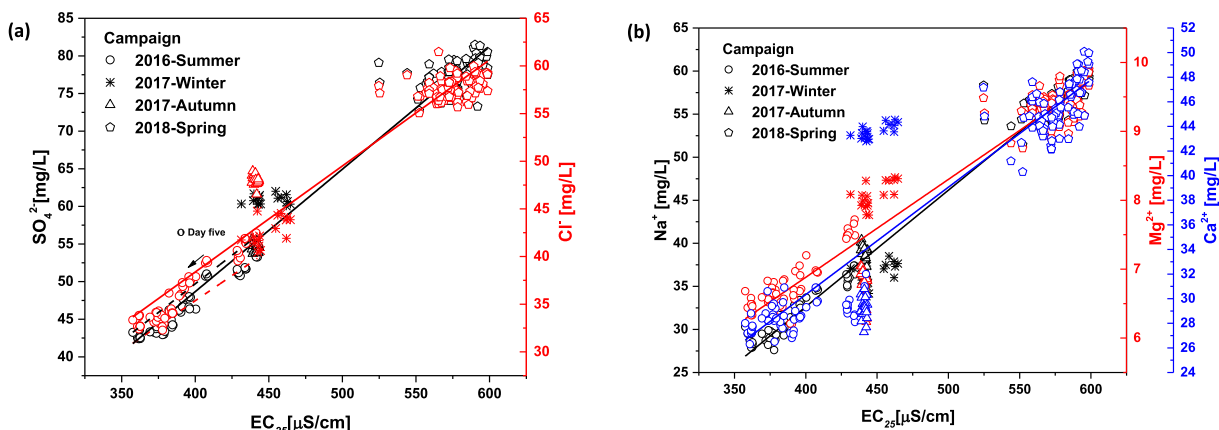 (a)
Campaign
2016-Summer
2017-Winter
2017-Autumn
2018-Spring
O Day five
SO₄²⁻[mg/L]
85
80
75
70
65
60
55
50
45
40
Cl⁻ [mg/L]
65
60
55
50
45
40
35
30
350 400 450 500 550 600
EC₂₅[µS/cm]
(b)
Campaign
2016-Summer
2017-Winter
2017-Autumn
2018-Spring
Na⁺ [mg/L]
65
60
55
50
45
40
35
30
25
Mg²⁺ [mg/L]
10
9
8
7
6
Ca²⁺ [mg/L]
52
50
48
46
44
42
40
38
36
34
32
30
28
26
24
350 400 450 500 550 600
EC₂₅[µS/cm]